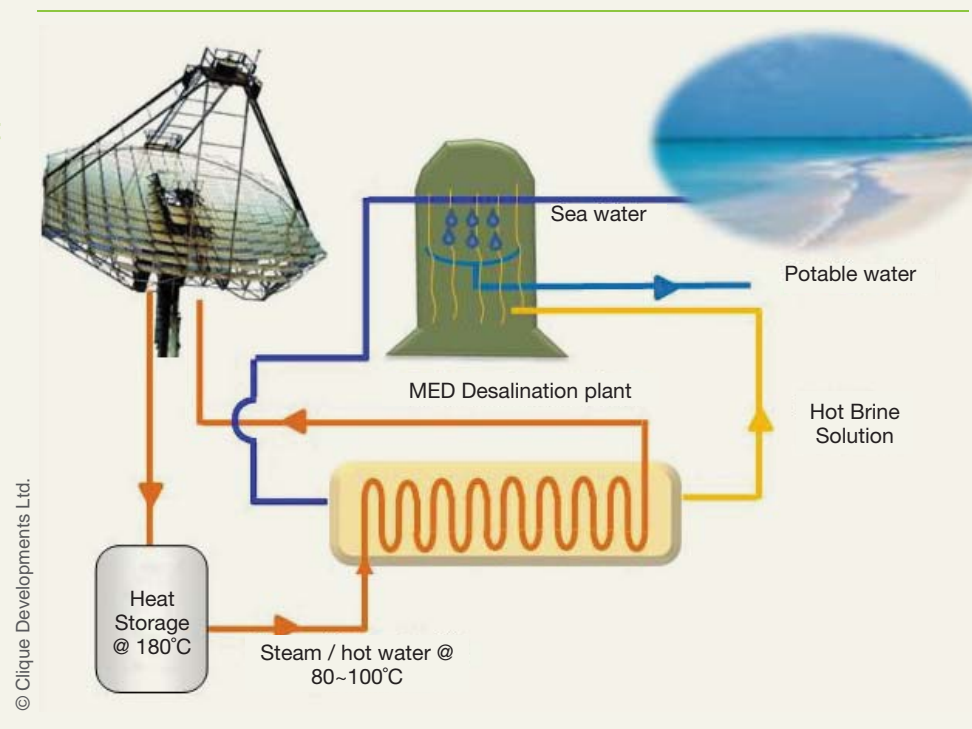 Sea water
Potable water
MED Desalination plant
Hot Brine
Solution
Heat
Storage
@ 180°C
Steam / hot water @
80~100°C
© Clique Developments Ltd.